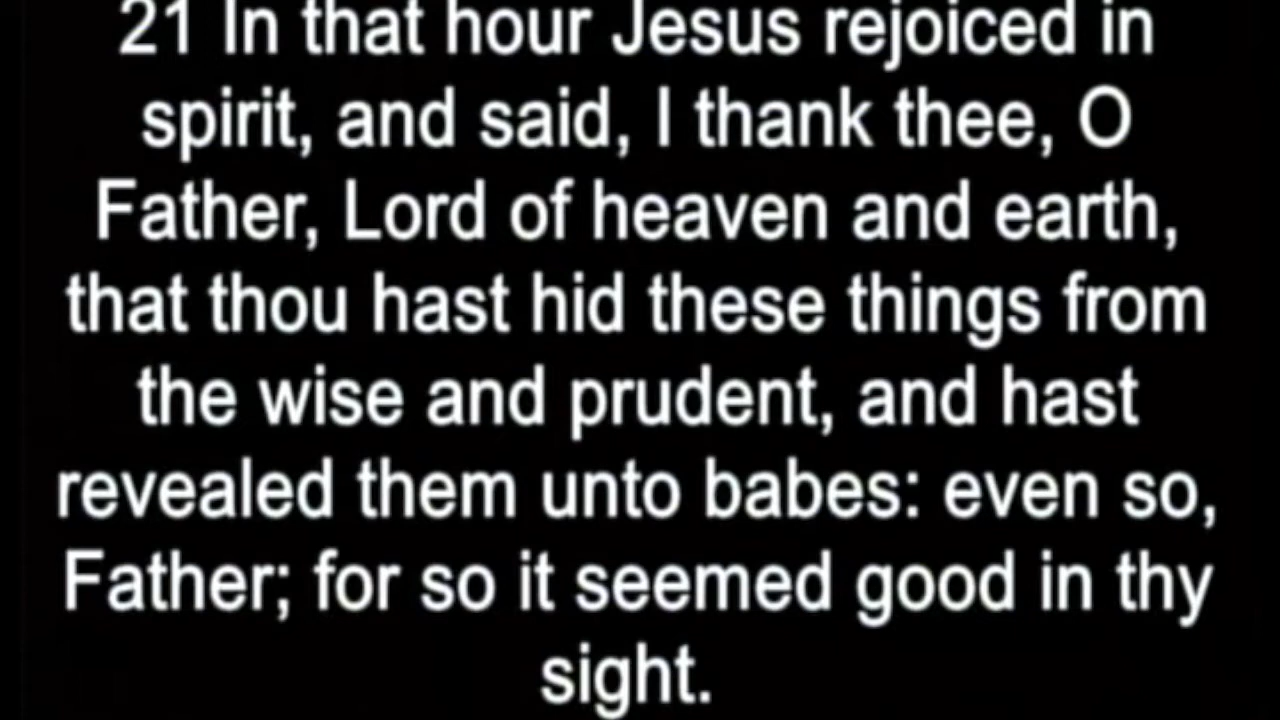 21 In that hour Jesus rejoiced in
spirit, and said, I thank thee, O
Father, Lord of heaven and earth,
that thou hast hid these things from
the wise and prudent, and hast
revealed them unto babes: even so,
Father; for so it seemed good in thy
sight.